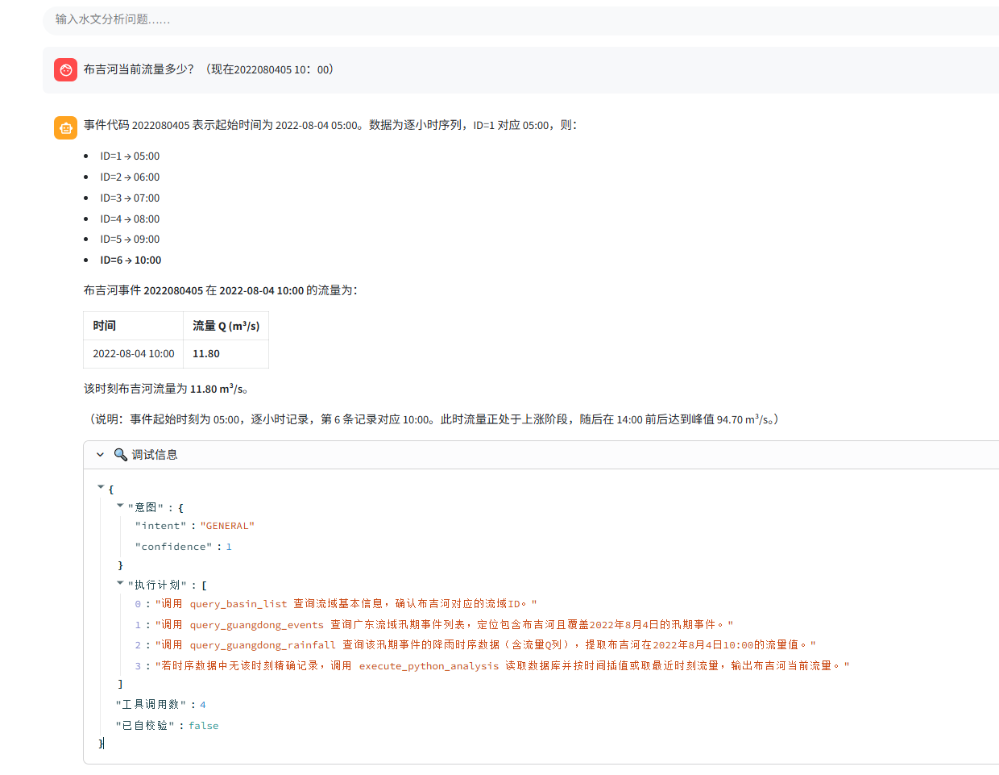 输入水文分析问题……
布吉河当前流量多少？（现在2022080405 10：00）
事件代码 2022080405 表示起始时间为 2022-08-04 05:00。数据为逐小时序列，ID=1 对应 05:00，则：
• ID=1 → 05:00
• ID=2 → 06:00
• ID=3 → 07:00
• ID=4 → 08:00
• ID=5 → 09:00
• ID=6 → 10:00
布吉河事件 2022080405 在 2022-08-04 10:00 的流量为：
时间 流量 Q (m³/s)
2022-08-04 10:00 11.80
该时刻布吉河流量为 11.80 m³/s。
（说明：事件起始时刻为 05:00，逐小时记录，第 6 条记录对应 10:00。此时流量正处于上涨阶段，随后在 14:00 前后达到峰值 94.70 m³/s。）
🔍 调试信息
{
"意图" : {
"intent" : "GENERAL"
"confidence" : 1
}
"执行计划" : [
0 : "调用 query_basin_list 查询流域基本信息，确认布吉河对应的流域ID。"
1 : "调用 query_guangdong_events 查询广东流域汛期事件列表，定位包含布吉河且覆盖2022年8月4日的汛期事件。"
2 : "调用 query_guangdong_rainfall 查询该汛期事件的降雨时序数据（含流量Q列），提取布吉河在2022年8月4日10:00的流量值。"
3 : "若时序数据中无该时刻精确记录，调用 execute_python_analysis 读取数据库并按时间插值或取最近时刻流量，输出布吉河当前流量。"
]
"工具调用数" : 4
"已自校验" : false
}